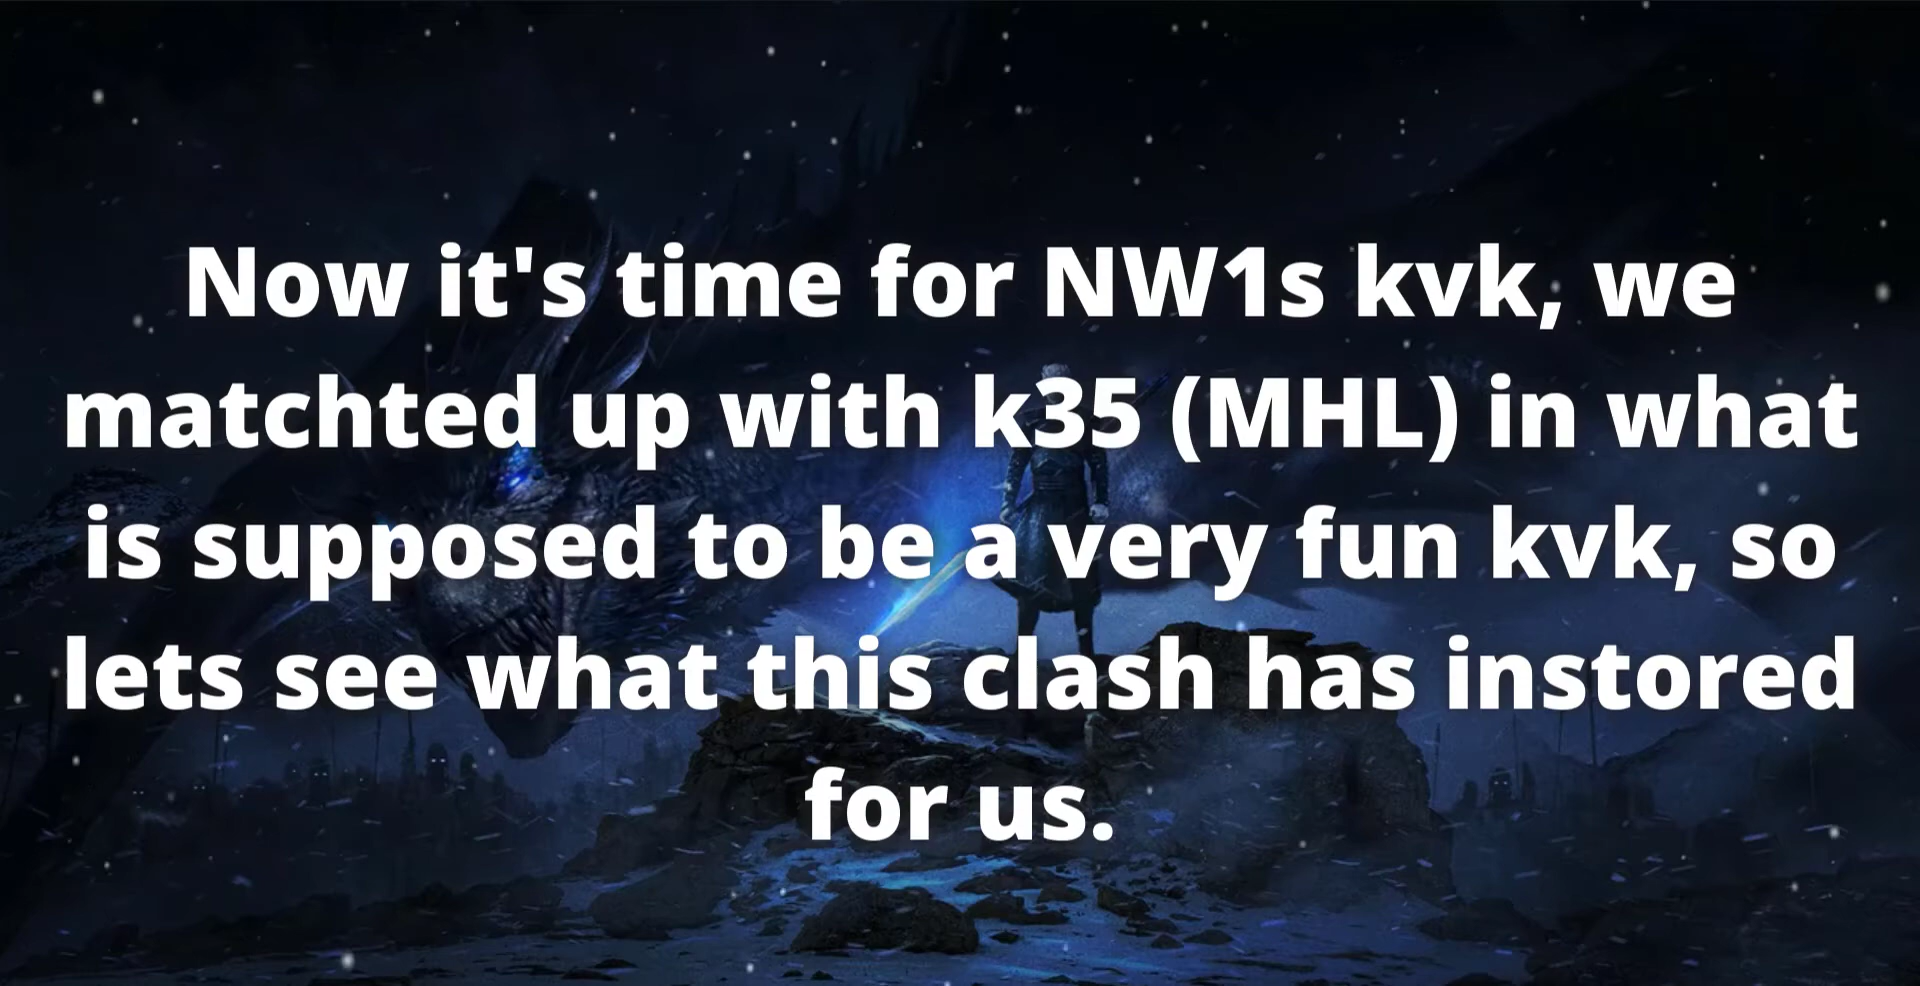 Now it's time for NW1s kvk, we
matchted up with k35 (MHL) in what
is supposed to be a very fun kvk, so
lets see what this clash has instored
for us.